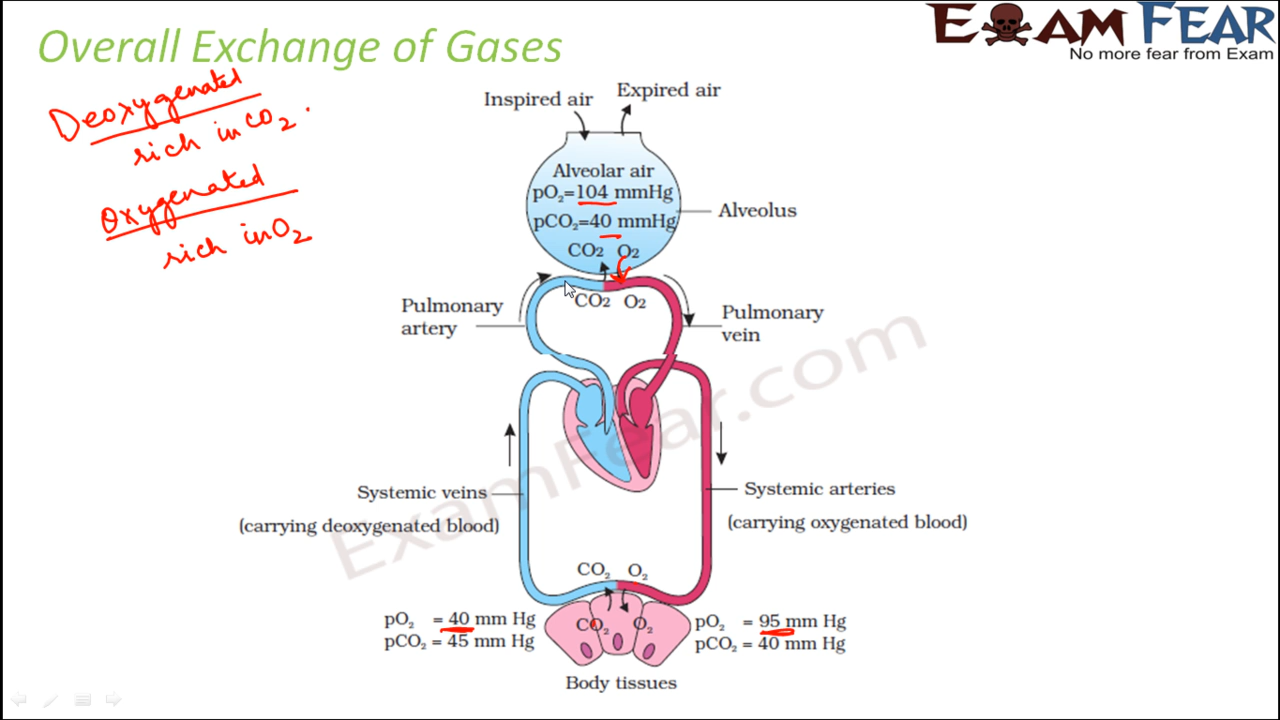 Overall Exchange of Gases
EXAM FEAR
No more fear from Exam
Deoxygenated
rich in CO₂.
Oxygenated
rich in O₂
Inspired air
Expired air
Alveolar air
pO₂=104 mmHg
pCO₂=40 mmHg
CO₂ O₂
Alveolus
CO₂ O₂
Pulmonary
artery
Pulmonary
vein
Systemic veins
(carrying deoxygenated blood)
Systemic arteries
(carrying oxygenated blood)
CO₂ O₂
pO₂ = 40 mm Hg
pCO₂ = 45 mm Hg
CO₂ O₂
pO₂ = 95 mm Hg
pCO₂ = 40 mm Hg
Body tissues
ExamFear.com